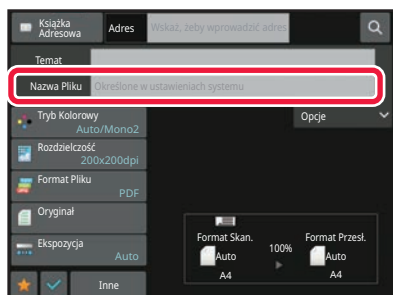 Książka
Adresowa
Adres
Wskaż, żeby wprowadzić adres
Temat
Nazwa Pliku
Określone w ustawieniach systemu
Tryb Kolorowy
Auto/Mono2
Opcje
Rozdzielczość
200x200dpi
Format Pliku
PDF
Oryginał
Ekspozycja
Auto
Format Skan.
100%
Format Przesł.
Auto
Auto
A4
A4
Inne